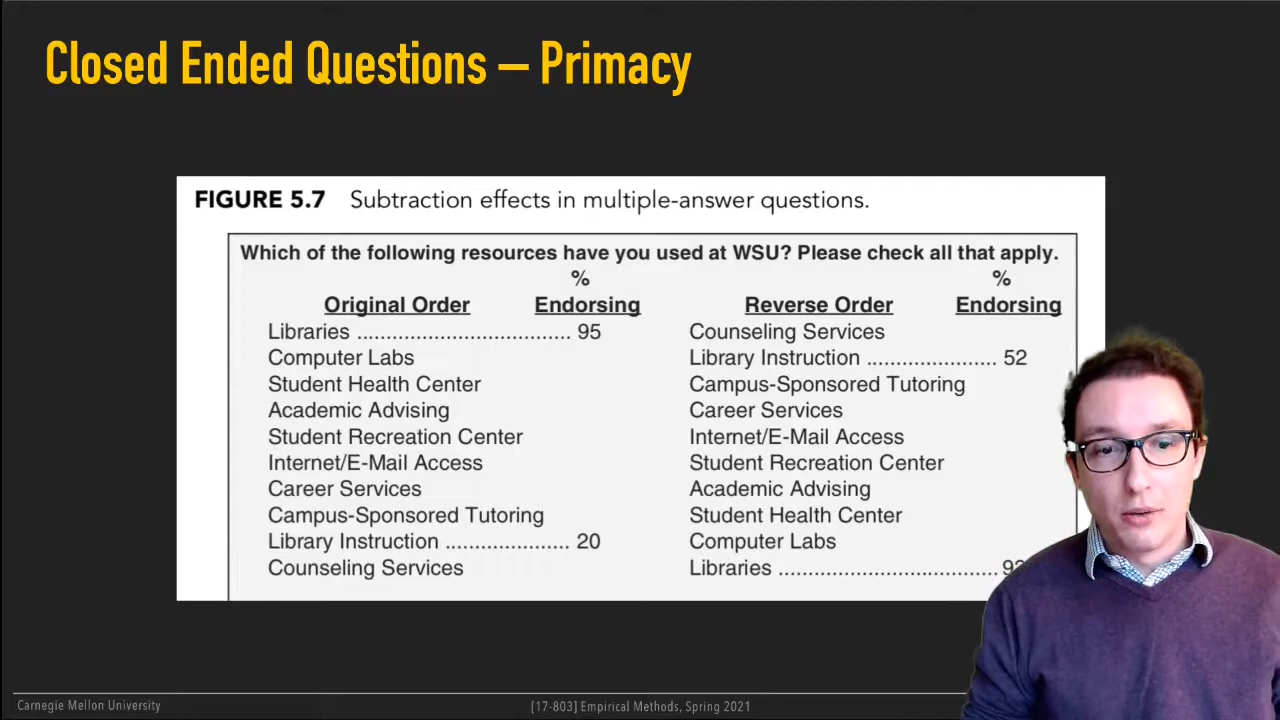 Closed Ended Questions – Primacy
FIGURE 5.7 Subtraction effects in multiple-answer questions.
Which of the following resources have you used at WSU? Please check all that apply.
% %
Original Order Endorsing Reverse Order Endorsing
Libraries .................................... 95 Counseling Services
Computer Labs Library Instruction ...................... 52
Student Health Center Campus-Sponsored Tutoring
Academic Advising Career Services
Student Recreation Center Internet/E-Mail Access
Internet/E-Mail Access Student Recreation Center
Career Services Academic Advising
Campus-Sponsored Tutoring Student Health Center
Library Instruction ..................... 20 Computer Labs
Counseling Services Libraries .....................................
Carnegie Mellon University [17-803] Empirical Methods, Spring 2021